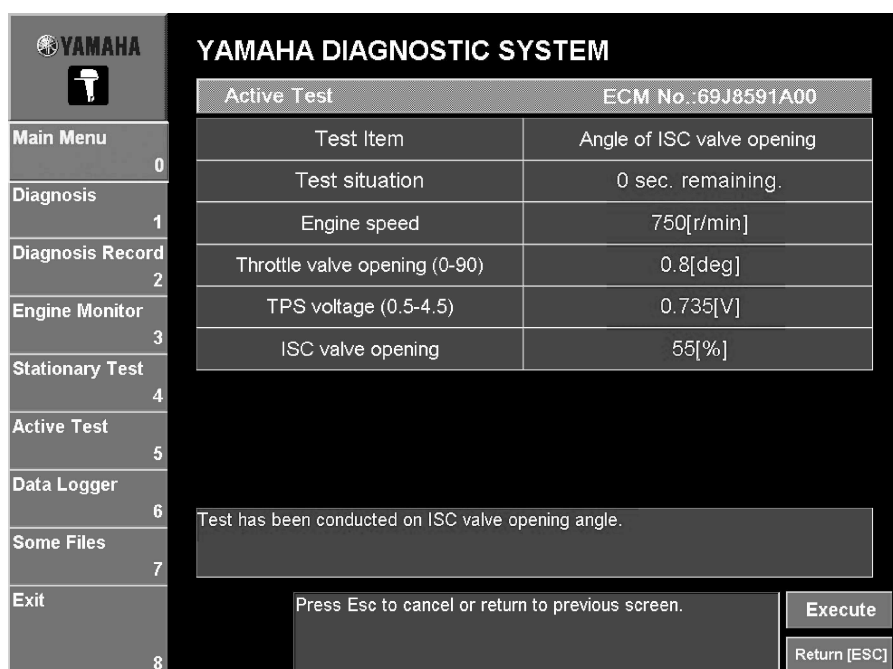 YAMAHA
YAMAHA DIAGNOSTIC SYSTEM
Active Test ECM No.:69J8591A00
Main Menu
0
Diagnosis
1
Diagnosis Record
2
Engine Monitor
3
Stationary Test
4
Active Test
5
Data Logger
6
Some Files
7
Exit
8
Test Item Angle of ISC valve opening
Test situation 0 sec. remaining.
Engine speed 750[r/min]
Throttle valve opening (0-90) 0.8[deg]
TPS voltage (0.5-4.5) 0.735[V]
ISC valve opening 55[%]
Test has been conducted on ISC valve opening angle.
Press Esc to cancel or return to previous screen.
Execute
Return [ESC]